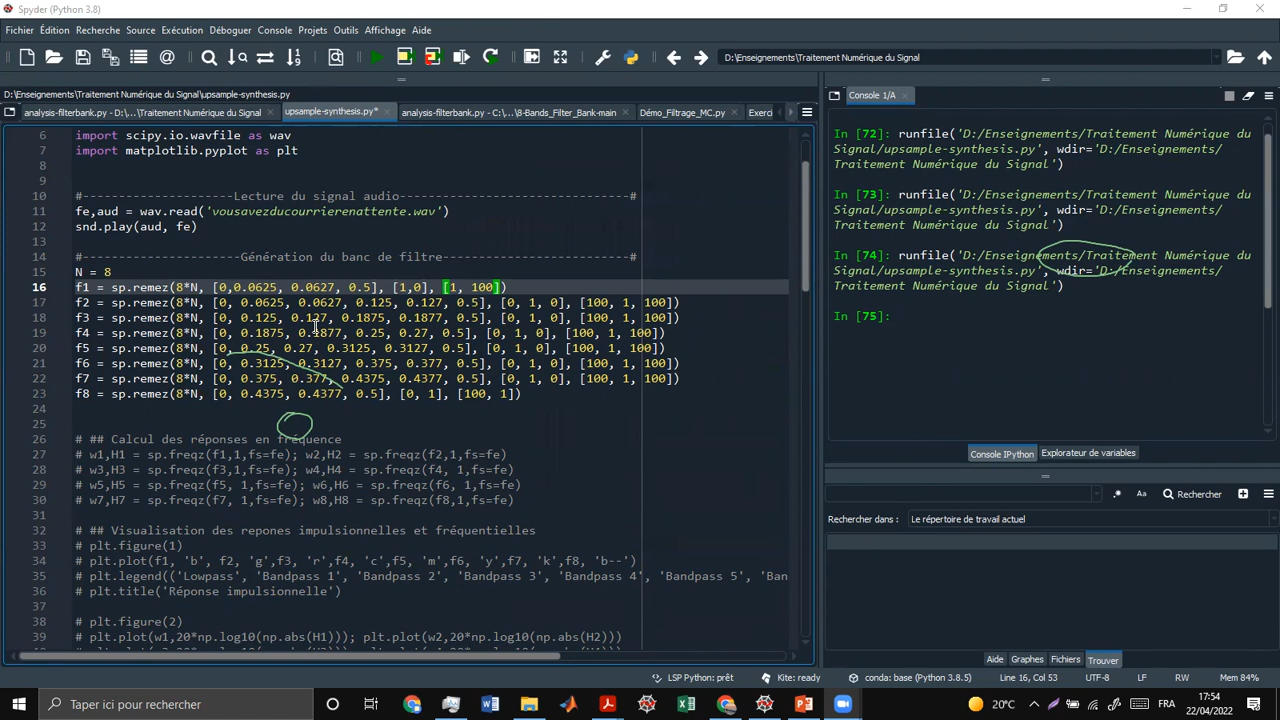 Spyder (Python 3.8)
Fichier Édition Recherche Source Exécution Déboguer Console Projets Outils Affichage Aide
D:\Enseignements\Traitement Numérique du Signal
D:\Enseignements\Traitement Numérique du Signal\upsample-synthesis.py
analysis-filterbank.py - D:\...\Traitement Numérique du Signal upsample-synthesis.py* analysis-filterbank.py - C:\...\8-Bands_Filter_Bank-main Démo_Filtrage_MC.py Exerci
6 import scipy.io.wavfile as wav
7 import matplotlib.pyplot as plt
8
9
10 #---------------------Lecture du signal audio---------------------------------#
11 fe,aud = wav.read('vousavezducourrierenattente.wav')
12 snd.play(aud, fe)
13
14 #----------------------Génération du banc de filtre---------------------------#
15 N = 8
16 f1 = sp.remez(8*N, [0,0.0625, 0.0627, 0.5], [1,0], [1, 100])
17 f2 = sp.remez(8*N, [0, 0.0625, 0.0627, 0.125, 0.127, 0.5], [0, 1, 0], [100, 1, 100])
18 f3 = sp.remez(8*N, [0, 0.125, 0.127, 0.1875, 0.1877, 0.5], [0, 1, 0], [100, 1, 100])
19 f4 = sp.remez(8*N, [0, 0.1875, 0.1877, 0.25, 0.27, 0.5], [0, 1, 0], [100, 1, 100])
20 f5 = sp.remez(8*N, [0, 0.25, 0.27, 0.3125, 0.3127, 0.5], [0, 1, 0], [100, 1, 100])
21 f6 = sp.remez(8*N, [0, 0.3125, 0.3127, 0.375, 0.377, 0.5], [0, 1, 0], [100, 1, 100])
22 f7 = sp.remez(8*N, [0, 0.375, 0.377, 0.4375, 0.4377, 0.5], [0, 1, 0], [100, 1, 100])
23 f8 = sp.remez(8*N, [0, 0.4375, 0.4377, 0.5], [0, 1], [100, 1])
24
25
26 # ## Calcul des réponses en fréquence
27 # w1,H1 = sp.freqz(f1,1,fs=fe); w2,H2 = sp.freqz(f2,1,fs=fe)
28 # w3,H3 = sp.freqz(f3,1,fs=fe); w4,H4 = sp.freqz(f4, 1,fs=fe)
29 # w5,H5 = sp.freqz(f5, 1,fs=fe); w6,H6 = sp.freqz(f6, 1,fs=fe)
30 # w7,H7 = sp.freqz(f7, 1,fs=fe); w8,H8 = sp.freqz(f8,1,fs=fe)
31
32 # ## Visualisation des repones impulsionnelles et fréquentielles
33 # plt.figure(1)
34 # plt.plot(f1, 'b', f2, 'g',f3, 'r',f4, 'c',f5, 'm',f6, 'y',f7, 'k',f8, 'b--')
35 # plt.legend(('Lowpass', 'Bandpass 1', 'Bandpass 2', 'Bandpass 3', 'Bandpass 4', 'Bandpass 5', 'Ban
36 # plt.title('Réponse impulsionnelle')
37
38 # plt.figure(2)
39 # plt.plot(w1,20*np.log10(np.abs(H1))); plt.plot(w2,20*np.log10(np.abs(H2)))
Console 1/A
In [72]: runfile('D:/Enseignements/Traitement Numérique du
Signal/upsample-synthesis.py', wdir='D:/Enseignements/
Traitement Numérique du Signal')
In [73]: runfile('D:/Enseignements/Traitement Numérique du
Signal/upsample-synthesis.py', wdir='D:/Enseignements/
Traitement Numérique du Signal')
In [74]: runfile('D:/Enseignements/Traitement Numérique du
Signal/upsample-synthesis.py', wdir='D:/Enseignements/
Traitement Numérique du Signal')
In [75]:
Console IPython Explorateur de variables
Aa Rechercher
Rechercher dans : Le répertoire de travail actuel
Aide Graphes Fichiers Trouver
LSP Python: prêt Kite: ready conda: base (Python 3.8.5) Line 16, Col 53 UTF-8 LF RW Mem 84%
Taper ici pour rechercher
20°C FRA 17:54
22/04/2022